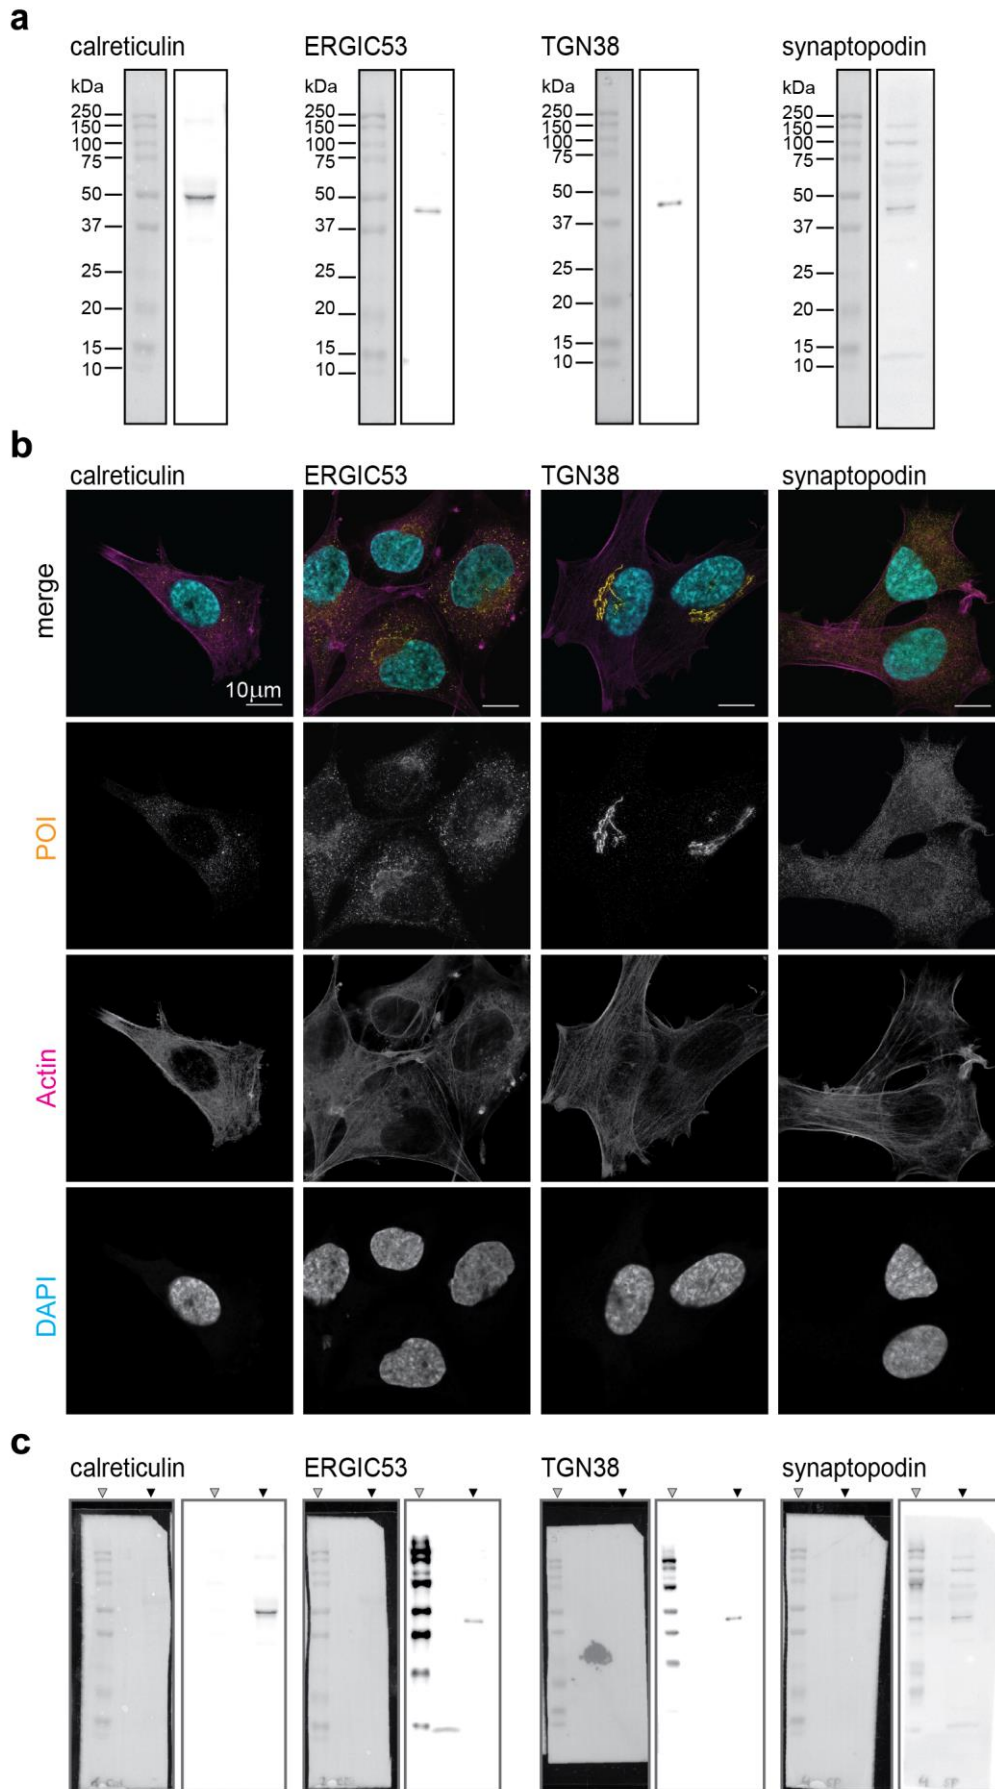 a
calreticulin
ERGIC53
TGN38
synaptopodin
kDa
250
150
100
75
50
37
25
20
15
10
kDa
250
150
100
75
50
37
25
20
15
10
kDa
250
150
100
75
50
37
25
20
15
10
kDa
250
150
100
75
50
37
25
20
15
10
b
calreticulin
ERGIC53
TGN38
synaptopodin
merge
10μm
POI
Actin
DAPI
c
calreticulin
ERGIC53
TGN38
synaptopodin